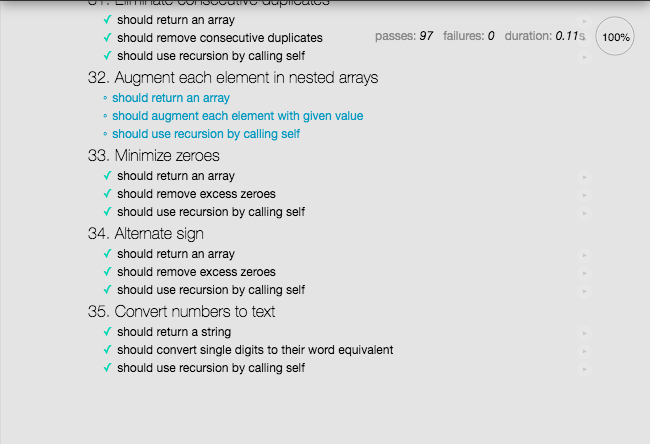 31. Eliminate consecutive duplicates
✓ should return an array
✓ should remove consecutive duplicates
passes: 97 failures: 0 duration: 0.11s 100%
✓ should use recursion by calling self
32. Augment each element in nested arrays
should return an array
should augment each element with given value
should use recursion by calling self
33. Minimize zeroes
✓ should return an array
✓ should remove excess zeroes
✓ should use recursion by calling self
34. Alternate sign
✓ should return an array
✓ should remove excess zeroes
✓ should use recursion by calling self
35. Convert numbers to text
✓ should return a string
✓ should convert single digits to their word equivalent
✓ should use recursion by calling self